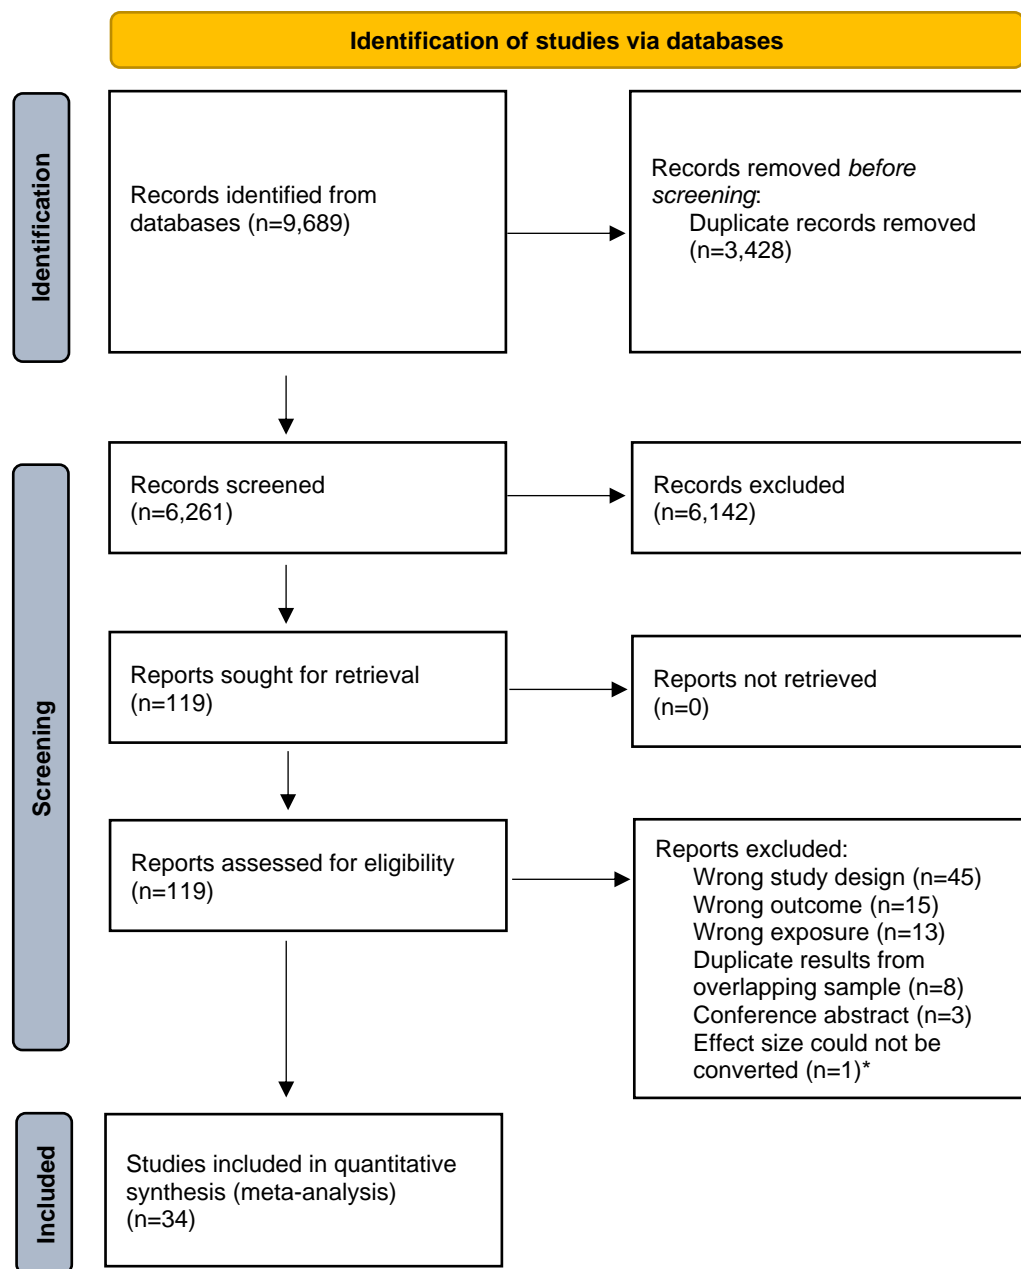 Identification of studies via databases
Identification
Records identified from
databases (n=9,689)
Records removed before
screening:
Duplicate records removed
(n=3,428)
Screening
Records screened
(n=6,261)
Records excluded
(n=6,142)
Reports sought for retrieval
(n=119)
Reports not retrieved
(n=0)
Reports assessed for eligibility
(n=119)
Reports excluded:
Wrong study design (n=45)
Wrong outcome (n=15)
Wrong exposure (n=13)
Duplicate results from
overlapping sample (n=8)
Conference abstract (n=3)
Effect size could not be
converted (n=1)*
Included
Studies included in quantitative
synthesis (meta-analysis)
(n=34)